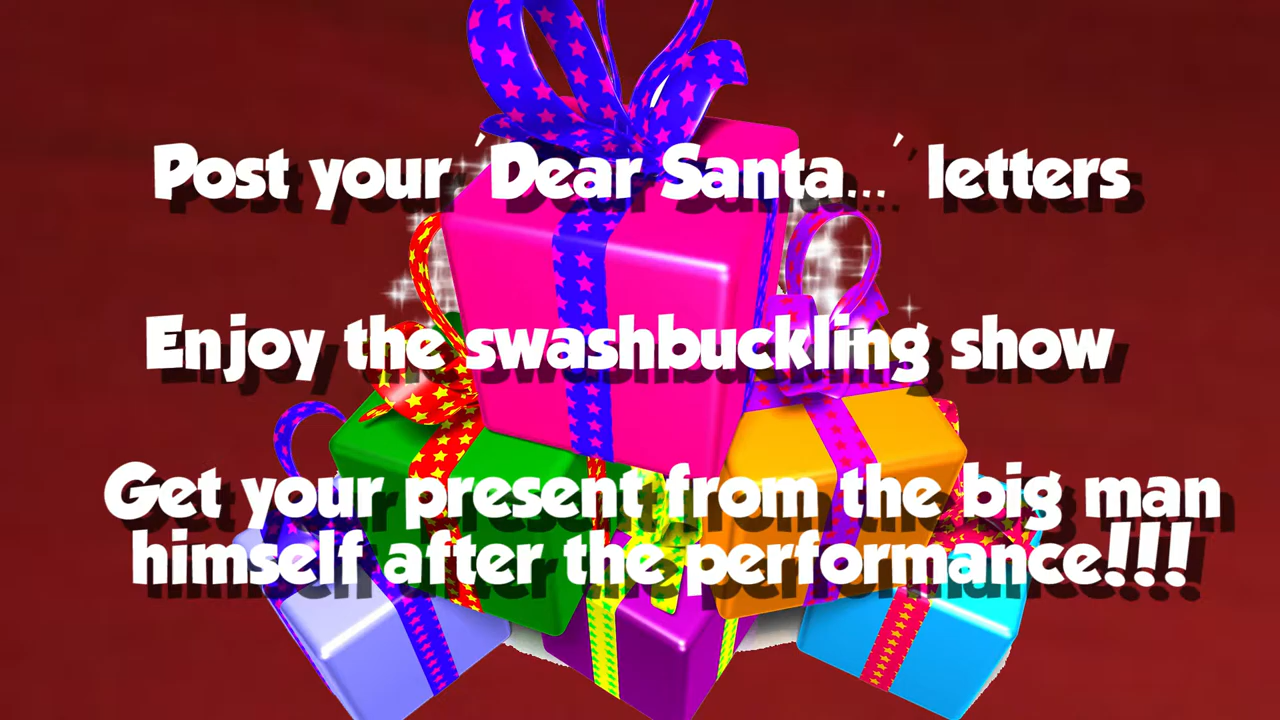 Post your 'Dear Santa...' letters
Enjoy the swashbuckling show
Get your present from the big man
himself after the performance!!!